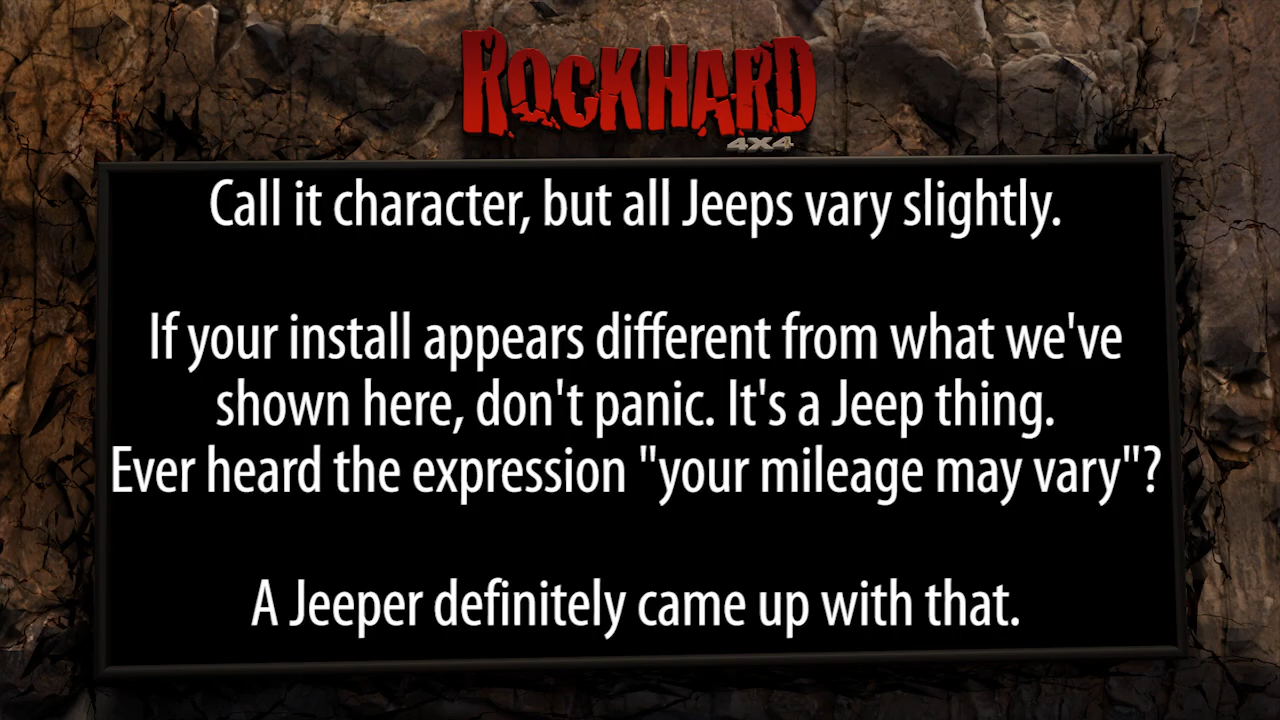 ROCKHARD
4X4
Call it character, but all Jeeps vary slightly.
If your install appears different from what we've
shown here, don't panic. It's a Jeep thing.
Ever heard the expression "your mileage may vary"?
A Jeeper definitely came up with that.